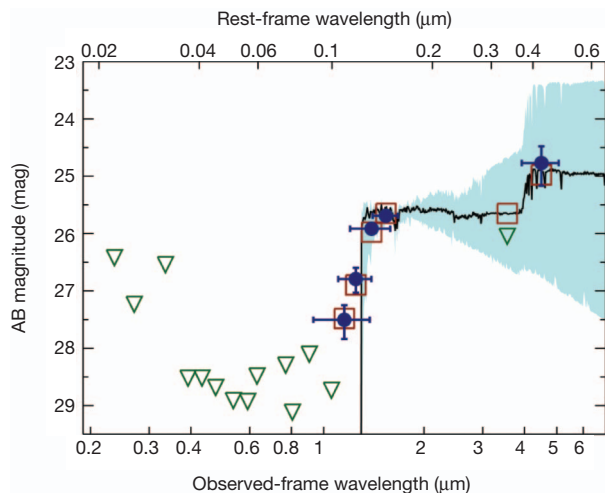 Rest-frame wavelength (μm)
0.02 0.04 0.06 0.1 0.2 0.3 0.4 0.6
AB magnitude (mag)
23
24
25
26
27
28
29
0.2 0.3 0.4 0.6 0.8 1 2 3 4 5 6
Observed-frame wavelength (μm)